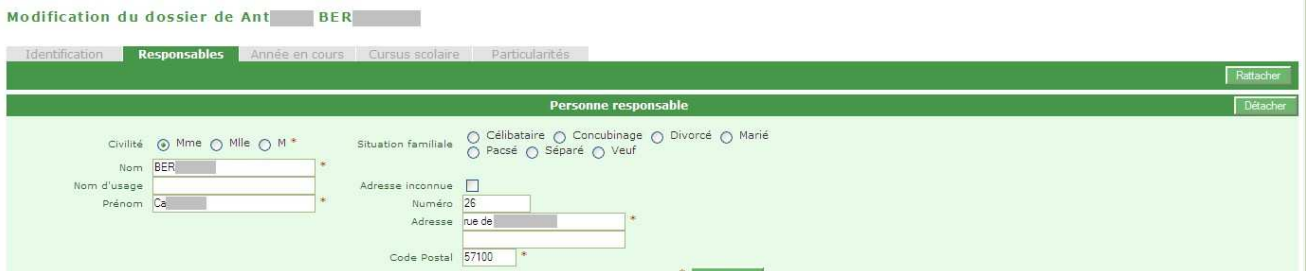 Modification du dossier de Ant BER
Identification Responsables Année en cours Cursus scolaire Particularités
Rattacher
Personne responsable Détacher
Civilité Mme Mlle M * Situation familiale Célibataire Concubinage Divorcé Marié
Pacsé Séparé Veuf
Nom BER *
Nom d'usage Adresse inconnue
Prénom Ca * Numéro 26
Adresse rue de *
Code Postal 57100 *
*